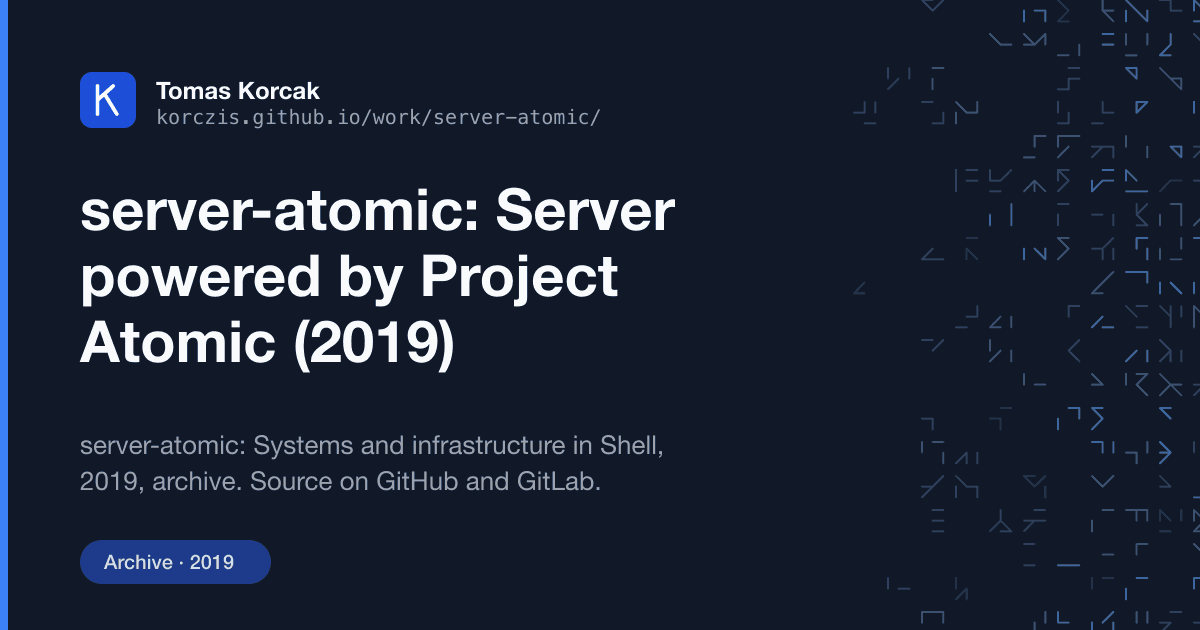 K
Tomas Korcak
korczis.github.io/work/server-atomic/
server-atomic: Server
powered by Project
Atomic (2019)
server-atomic: Systems and infrastructure in Shell,
2019, archive. Source on GitHub and GitLab.
Archive · 2019